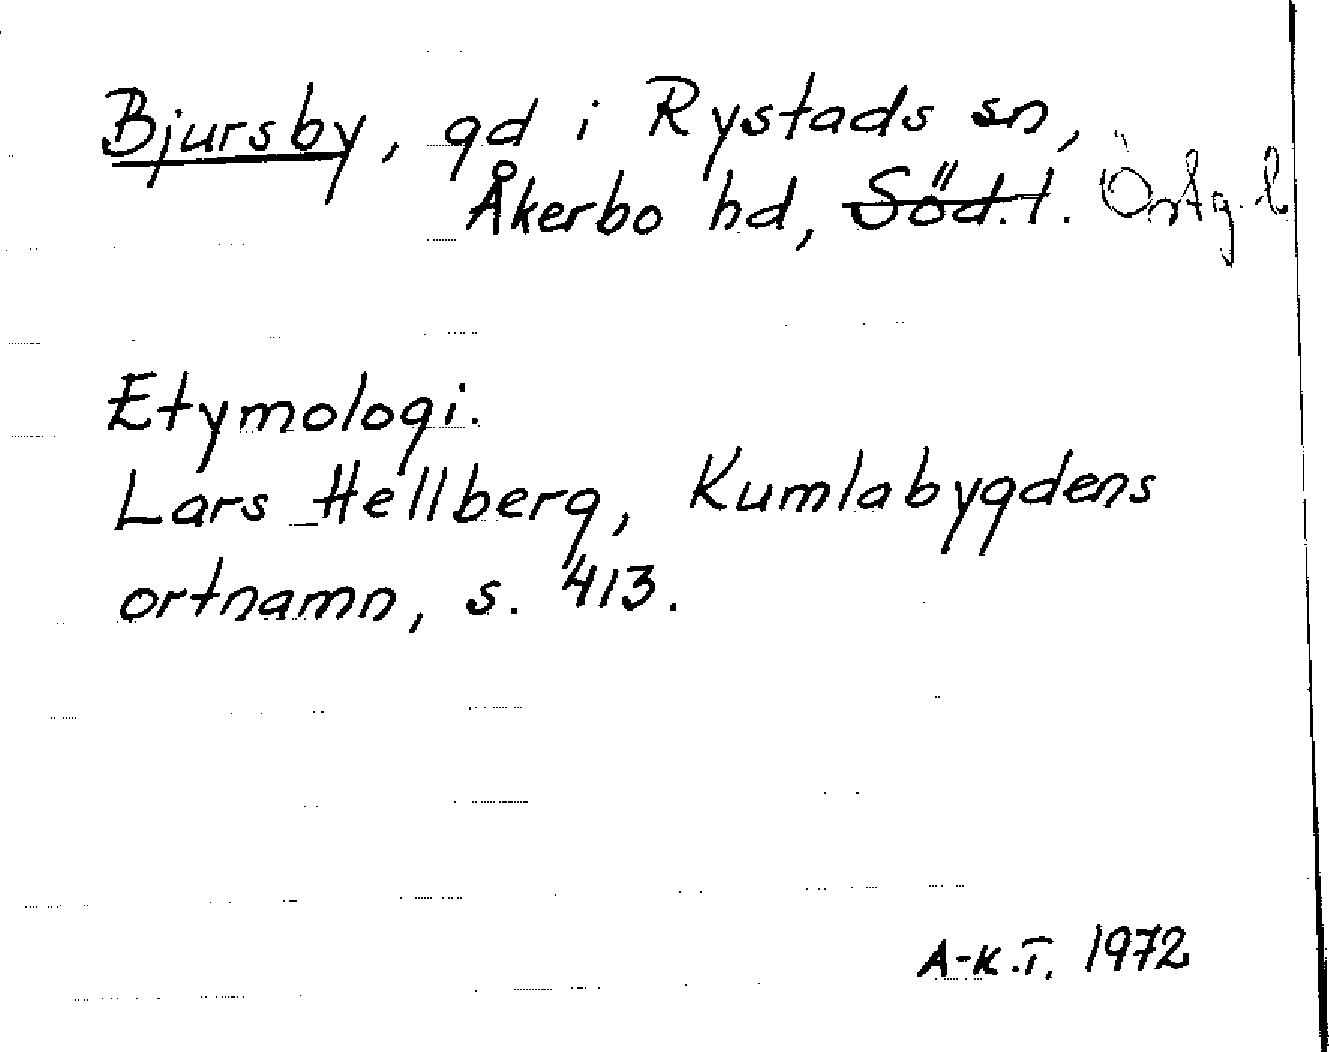 Bjursby, gd i Rystads sn,
Åkerbo hd, Söd.l. Östg. l
Etymologi.
Lars Hellberg, Kumlabygdens
ortnamn, s. 413.
A-K.T. 1972